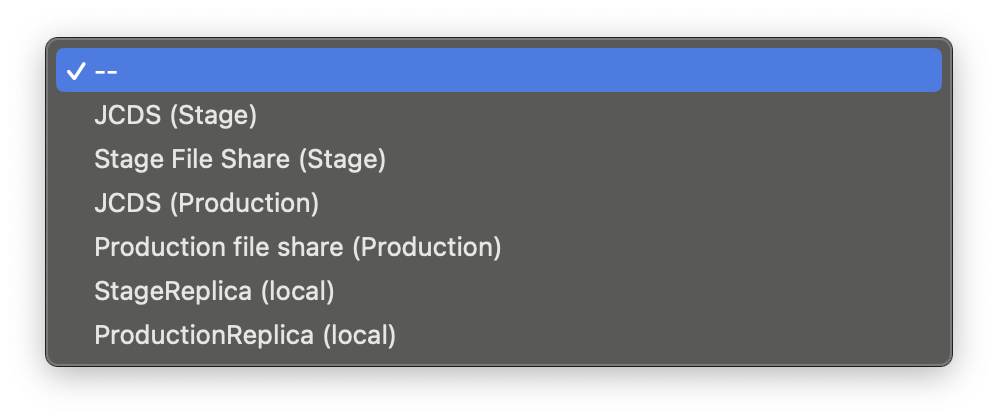 --
JCDS (Stage)
Stage File Share (Stage)
JCDS (Production)
Production file share (Production)
StageReplica (local)
ProductionReplica (local)